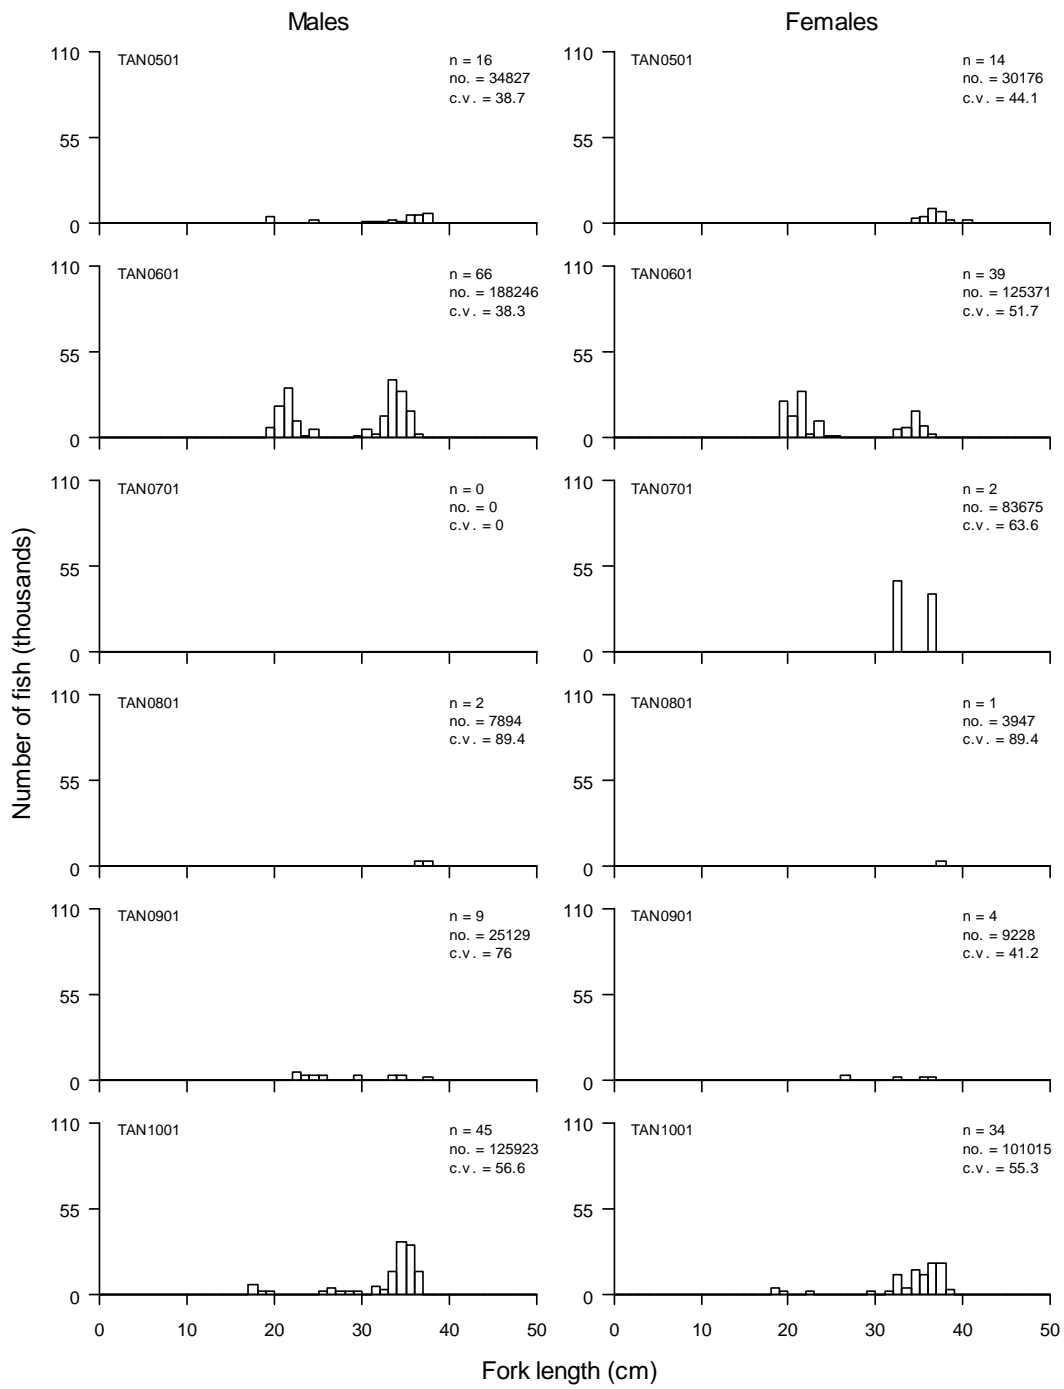 Males
Females
110
TAN0501
n = 16
no. = 34827
c.v. = 38.7
55
0
TAN0501
n = 14
no. = 30176
c.v. = 44.1
110
55
0
110
TAN0601
n = 66
no. = 188246
c.v. = 38.3
55
0
110
TAN0601
n = 39
no. = 125371
c.v. = 51.7
55
0
110
TAN0701
n = 0
no. = 0
c.v. = 0
55
0
110
TAN0701
n = 2
no. = 83675
c.v. = 63.6
55
0
110
TAN0801
n = 2
no. = 7894
c.v. = 89.4
55
0
110
TAN0801
n = 1
no. = 3947
c.v. = 89.4
55
0
110
TAN0901
n = 9
no. = 25129
c.v. = 76
55
0
110
TAN0901
n = 4
no. = 9228
c.v. = 41.2
55
0
110
TAN1001
n = 45
no. = 125923
c.v. = 56.6
55
0
110
TAN1001
n = 34
no. = 101015
c.v. = 55.3
55
0
0 10 20 30 40 50
0 10 20 30 40 50
Number of fish (thousands)
Fork length (cm)